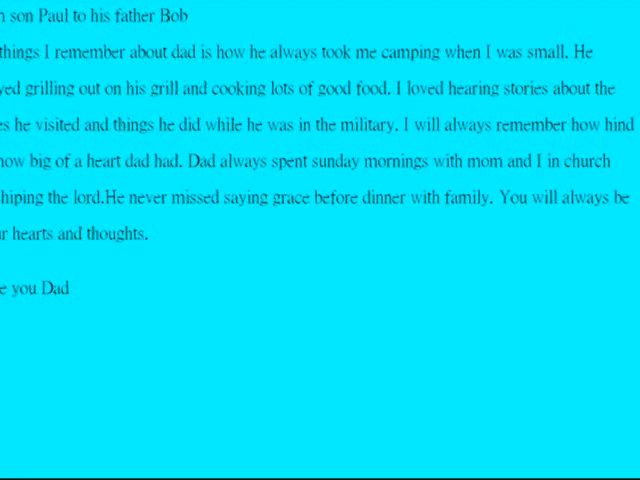 son Paul to his father Bob
things I remember about dad is how he always took me camping when I was small. He
grilling out on his grill and cooking lots of good food. I loved hearing stories about the
he visited and things he did while he was in the military. I will always remember how hind
how big of a heart dad had. Dad always spent sunday mornings with mom and I in church
the lord.He never missed saying grace before dinner with family. You will always be
hearts and thoughts.
you Dad